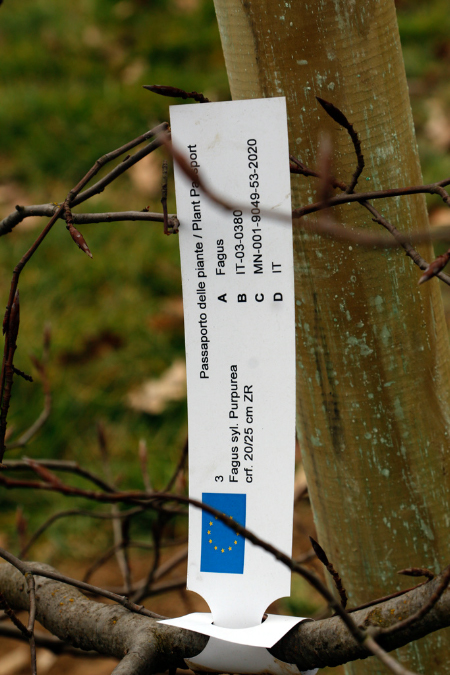 Passaporto delle piante / Plant Passport
A Fagus
B IT-03-0380
C MN-001-9049-53-2020
D IT
3
Fagus syl. Purpurea
crf. 20/25 cm ZR